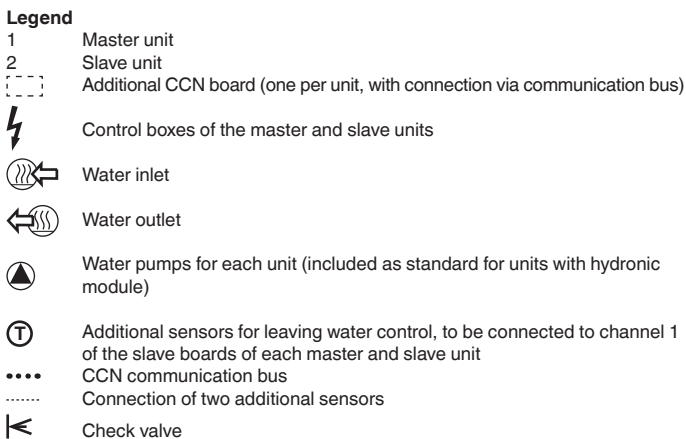 Legend
1 Master unit
2 Slave unit
Additional CCN board (one per unit, with connection via communication bus)
Control boxes of the master and slave units
Water inlet
Water outlet
Water pumps for each unit (included as standard for units with hydronic
module)
T Additional sensors for leaving water control, to be connected to channel 1
of the slave boards of each master and slave unit
CCN communication bus
Connection of two additional sensors
Check valve